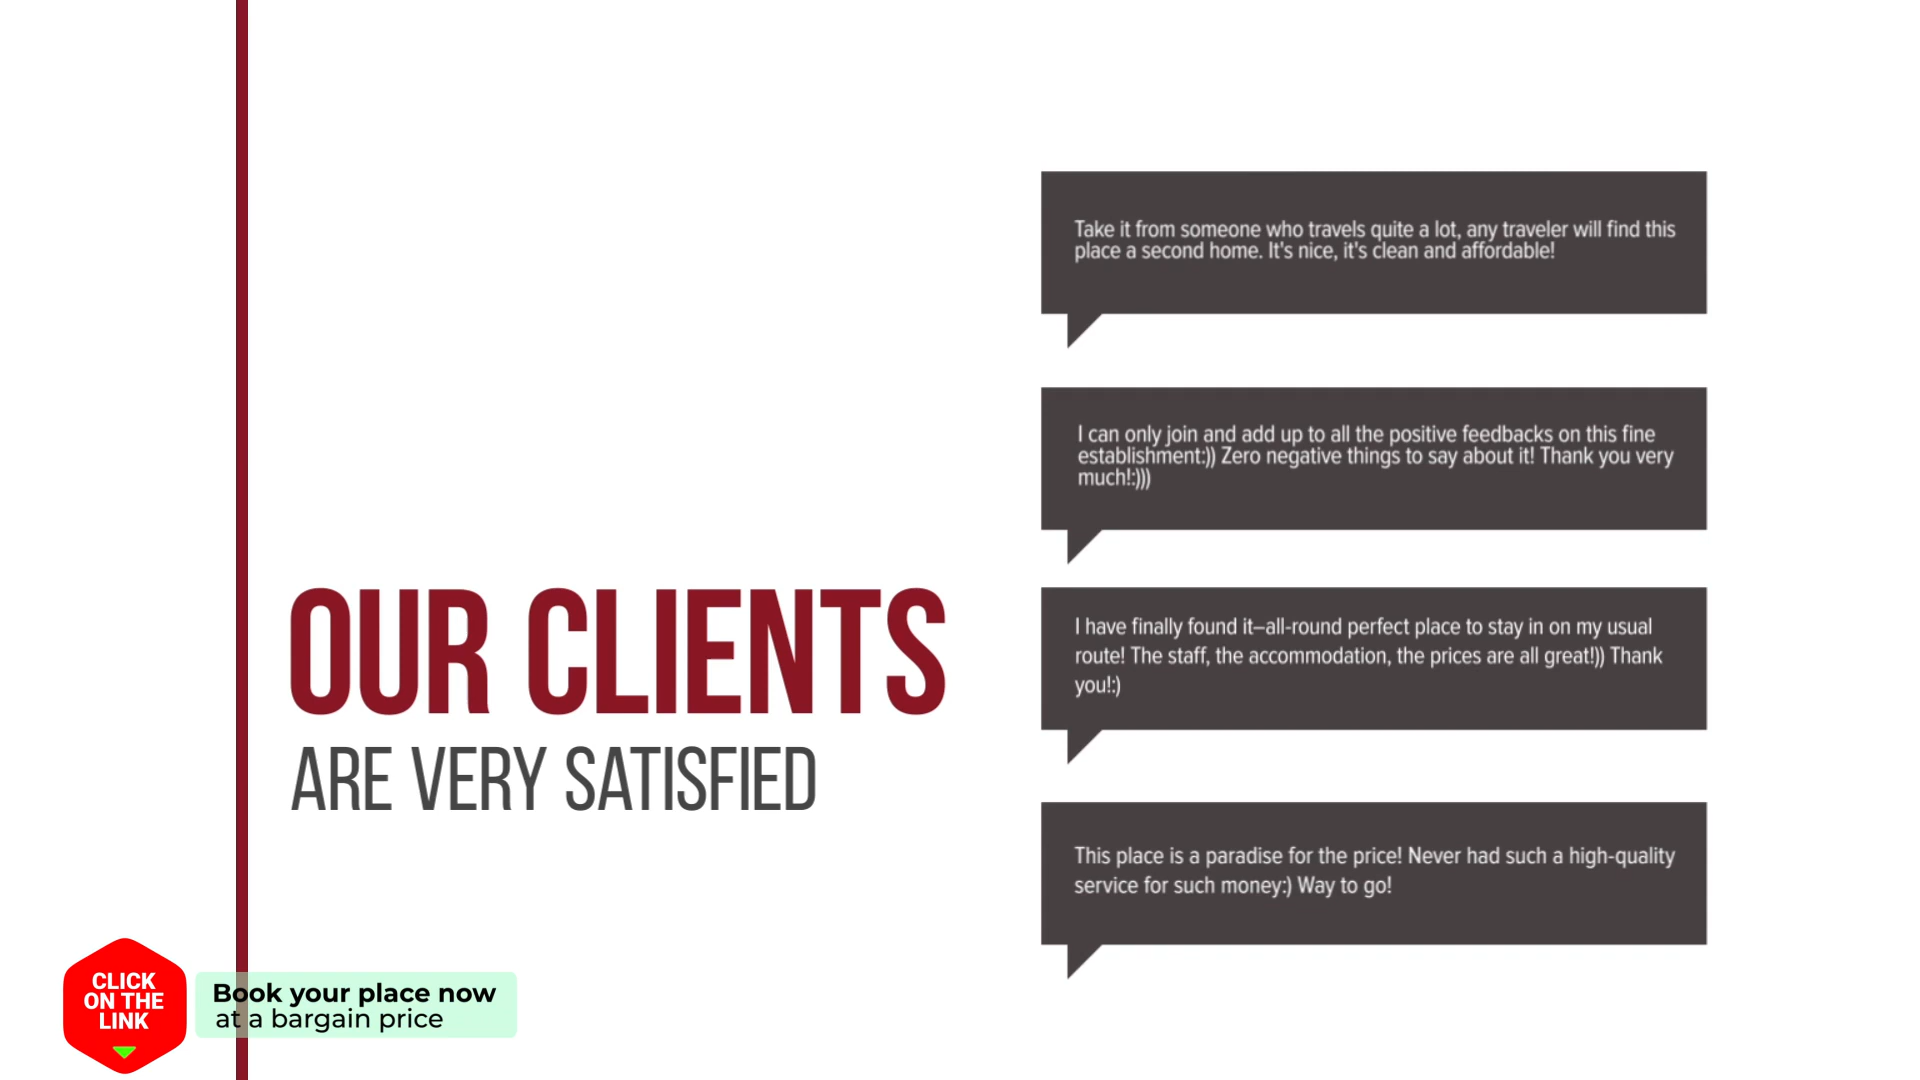 OUR CLIENTS
ARE VERY SATISFIED
Take it from someone who travels quite a lot, any traveler will find this
place a second home. It's nice, it's clean and affordable!
I can only join and add up to all the positive feedbacks on this fine
establishment:)) Zero negative things to say about it! Thank you very
much!:)))
I have finally found it–all-round perfect place to stay in on my usual
route! The staff, the accommodation, the prices are all great!)) Thank
you!:)
This place is a paradise for the price! Never had such a high-quality
service for such money:) Way to go!
CLICK
ON THE
LINK
Book your place now
at a bargain price